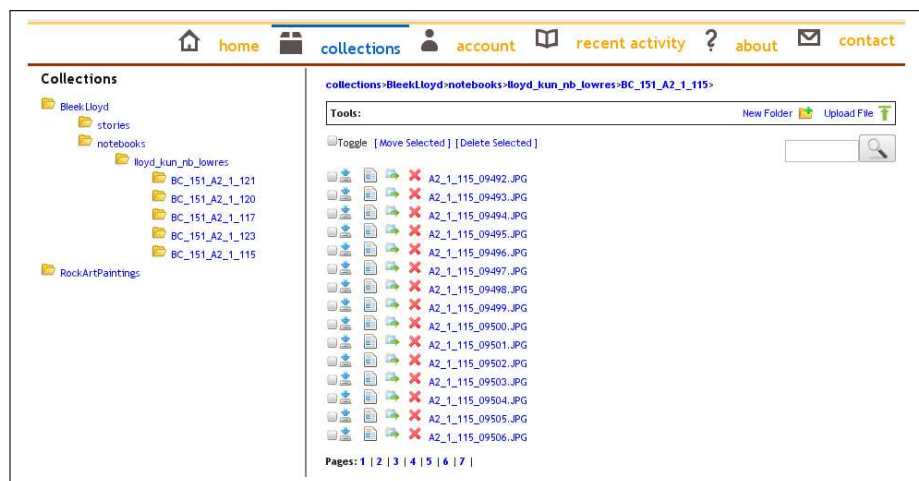 home collections account recent activity about contact
Collections
BleekLloyd
stories
notebooks
lloyd_kun_nb_lowres
BC_151_A2_1_121
BC_151_A2_1_120
BC_151_A2_1_117
BC_151_A2_1_123
BC_151_A2_1_115
RockArtPaintings
collections>BleekLloyd>notebooks>lloyd_kun_nb_lowres>BC_151_A2_1_115>
Tools: New Folder Upload File
Toggle [Move Selected] [Delete Selected]
A2_1_115_09492.JPG
A2_1_115_09493.JPG
A2_1_115_09494.JPG
A2_1_115_09495.JPG
A2_1_115_09496.JPG
A2_1_115_09497.JPG
A2_1_115_09498.JPG
A2_1_115_09499.JPG
A2_1_115_09500.JPG
A2_1_115_09501.JPG
A2_1_115_09502.JPG
A2_1_115_09503.JPG
A2_1_115_09504.JPG
A2_1_115_09505.JPG
A2_1_115_09506.JPG
Pages: 1 | 2 | 3 | 4 | 5 | 6 | 7 |